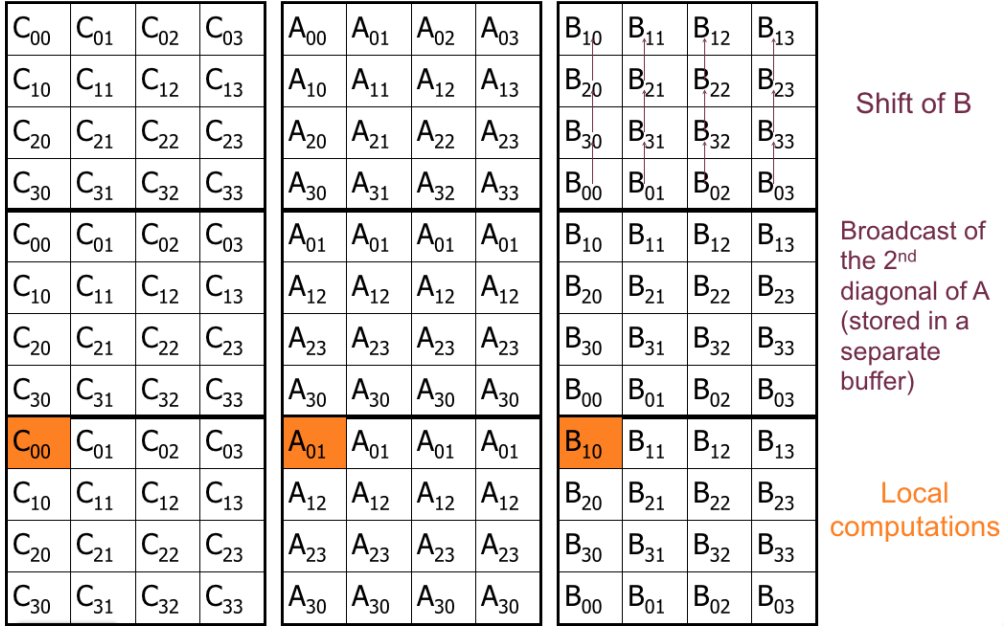 C₀₀ C₀₁ C₀₂ C₀₃ A₀₀ A₀₁ A₀₂ A₀₃ B₁₀ B₁₁ B₁₂ B₁₃
C₁₀ C₁₁ C₁₂ C₁₃ A₁₀ A₁₁ A₁₂ A₁₃ B₂₀ B₂₁ B₂₂ B₂₃
Shift of B
C₂₀ C₂₁ C₂₂ C₂₃ A₂₀ A₂₁ A₂₂ A₂₃ B₃₀ B₃₁ B₃₂ B₃₃
C₃₀ C₃₁ C₃₂ C₃₃ A₃₀ A₃₁ A₃₂ A₃₃ B₀₀ B₀₁ B₀₂ B₀₃
C₀₀ C₀₁ C₀₂ C₀₃ A₀₁ A₀₁ A₀₁ A₀₁ B₁₀ B₁₁ B₁₂ B₁₃
C₁₀ C₁₁ C₁₂ C₁₃ A₁₂ A₁₂ A₁₂ A₁₂ B₂₀ B₂₁ B₂₂ B₂₃
C₂₀ C₂₁ C₂₂ C₂₃ A₂₃ A₂₃ A₂₃ A₂₃ B₃₀ B₃₁ B₃₂ B₃₃
C₃₀ C₃₁ C₃₂ C₃₃ A₃₀ A₃₀ A₃₀ A₃₀ B₀₀ B₀₁ B₀₂ B₀₃
Broadcast of
the 2ⁿᵈ
diagonal of A
(stored in a
separate
buffer)
C₀₀ C₀₁ C₀₂ C₀₃ A₀₁ A₀₁ A₀₁ A₀₁ B₁₀ B₁₁ B₁₂ B₁₃
C₁₀ C₁₁ C₁₂ C₁₃ A₁₂ A₁₂ A₁₂ A₁₂ B₂₀ B₂₁ B₂₂ B₂₃
C₂₀ C₂₁ C₂₂ C₂₃ A₂₃ A₂₃ A₂₃ A₂₃ B₃₀ B₃₁ B₃₂ B₃₃
C₃₀ C₃₁ C₃₂ C₃₃ A₃₀ A₃₀ A₃₀ A₃₀ B₀₀ B₀₁ B₀₂ B₀₃
Local
computations